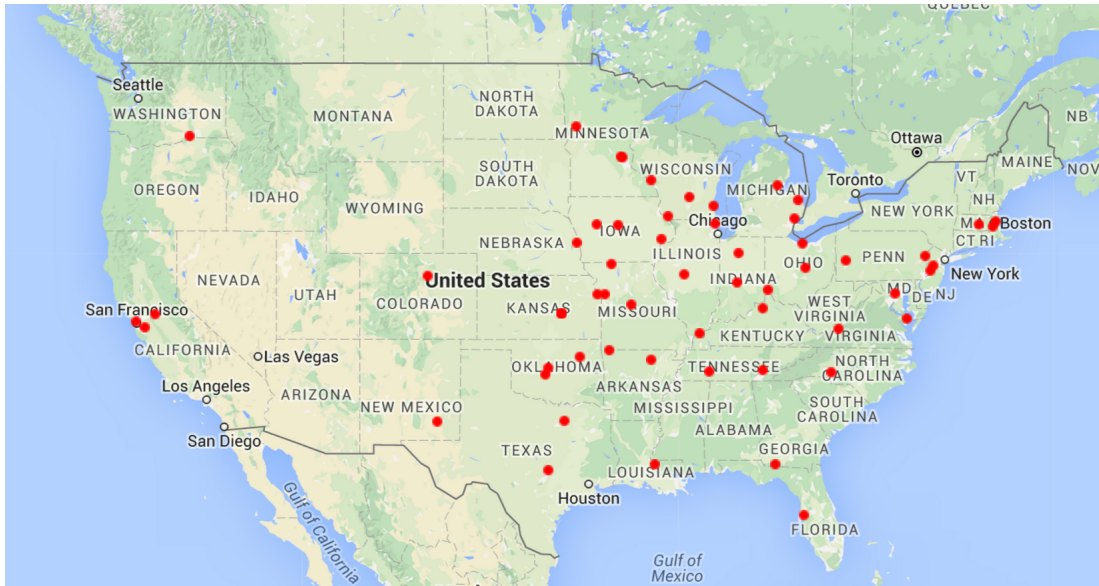 QUEBEC
Seattle
WASHINGTON
NORTH
DAKOTA
MONTANA
MINNESOTA
NB
Ottawa
MAINE
SOUTH
DAKOTA
WISCONSIN
OREGON
IDAHO
WYOMING
MICHIGAN
Toronto
VT
NOV
NH
NEW YORK
Chicago
MA
Boston
IOWA
NEBRASKA
CT RI
ILLINOIS
OHIO
PENN
New York
NEVADA
United States
INDIANA
UTAH
COLORADO
MD
DE
NJ
San Francisco
KANSAS
MISSOURI
WEST
VIRGINIA
KENTUCKY
VIRGINIA
CALIFORNIA
Las Vegas
OKLAHOMA
TENNESSEE
NORTH
CAROLINA
Los Angeles
ARKANSAS
ARIZONA
NEW MEXICO
MISSISSIPPI
SOUTH
CAROLINA
San Diego
ALABAMA
TEXAS
GEORGIA
LOUISIANA
Houston
Gulf of California
FLORIDA
Gulf of
Mexico